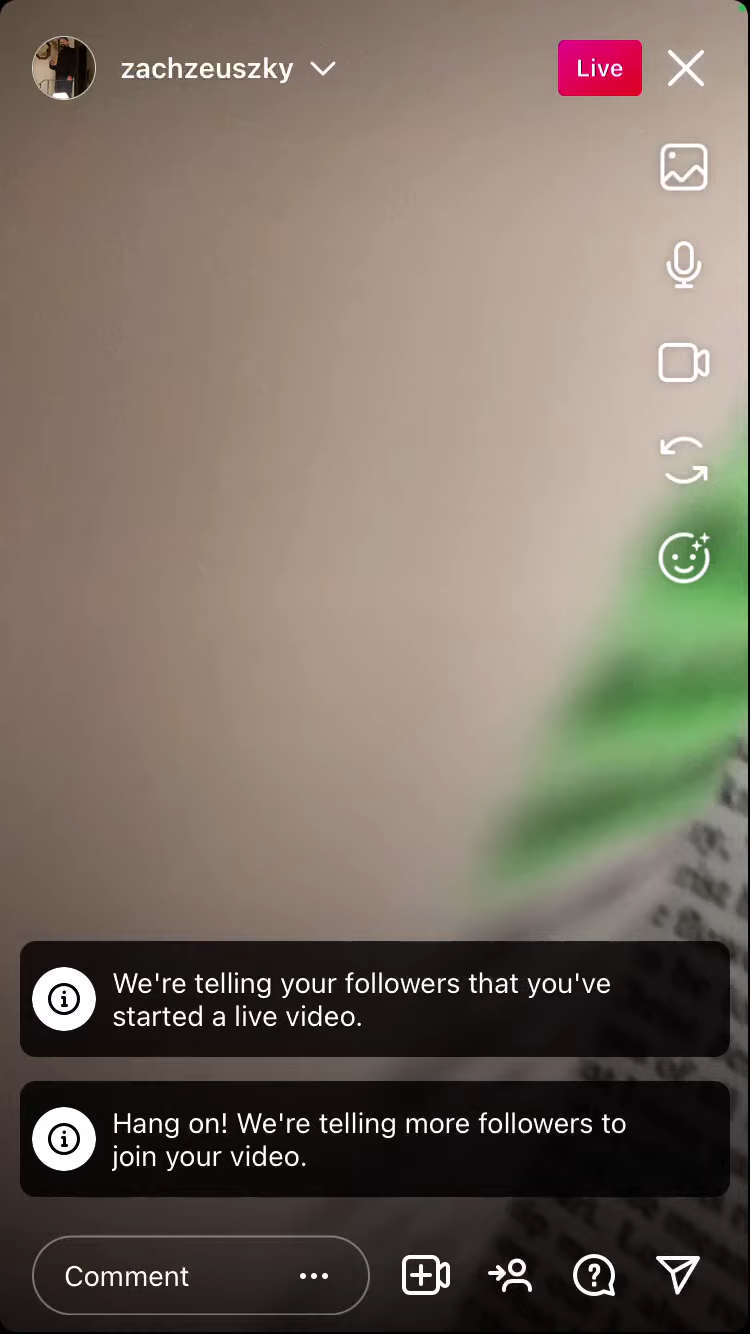 zachzeuszky
Live
We're telling your followers that you've
started a live video.
Hang on! We're telling more followers to
join your video.
Comment